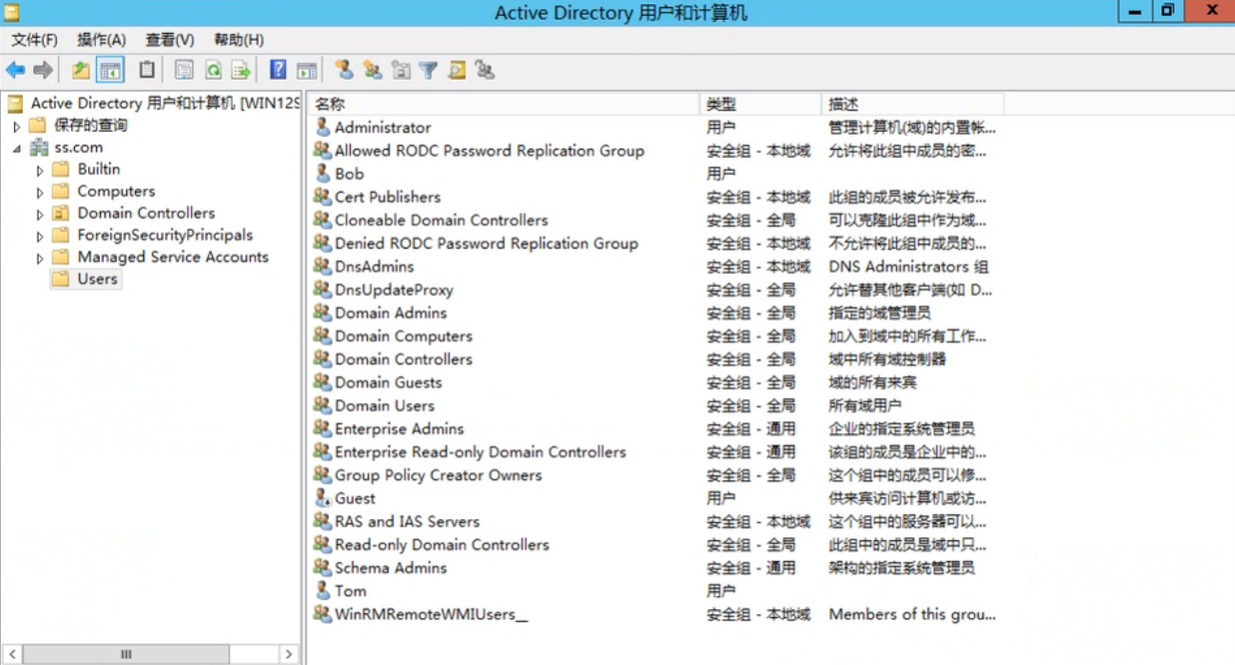 Active Directory 用户和计算机
文件(F) 操作(A) 查看(V) 帮助(H)
Active Directory 用户和计算机 [WIN12S
保存的查询
ss.com
Builtin
Computers
Domain Controllers
ForeignSecurityPrincipals
Managed Service Accounts
Users
名称 类型 描述
Administrator 用户 管理计算机(域)的内置帐...
Allowed RODC Password Replication Group 安全组 - 本地域 允许将此组中成员的密...
Bob 用户
Cert Publishers 安全组 - 本地域 此组的成员被允许发布...
Cloneable Domain Controllers 安全组 - 全局 可以克隆此组中作为域...
Denied RODC Password Replication Group 安全组 - 本地域 不允许将此组中成员的...
DnsAdmins 安全组 - 本地域 DNS Administrators 组
DnsUpdateProxy 安全组 - 全局 允许替其他客户端(如 D...
Domain Admins 安全组 - 全局 指定的域管理员
Domain Computers 安全组 - 全局 加入到域中的所有工作...
Domain Controllers 安全组 - 全局 域中所有域控制器
Domain Guests 安全组 - 全局 域的所有来宾
Domain Users 安全组 - 全局 所有域用户
Enterprise Admins 安全组 - 通用 企业的指定系统管理员
Enterprise Read-only Domain Controllers 安全组 - 通用 该组的成员是企业中的...
Group Policy Creator Owners 安全组 - 全局 这个组中的成员可以修...
Guest 用户 供来宾访问计算机或访...
RAS and IAS Servers 安全组 - 本地域 这个组中的服务器可以...
Read-only Domain Controllers 安全组 - 全局 此组中的成员是域中只...
Schema Admins 安全组 - 通用 架构的指定系统管理员
Tom 用户
WinRMRemoteWMIUsers__ 安全组 - 本地域 Members of this grou...